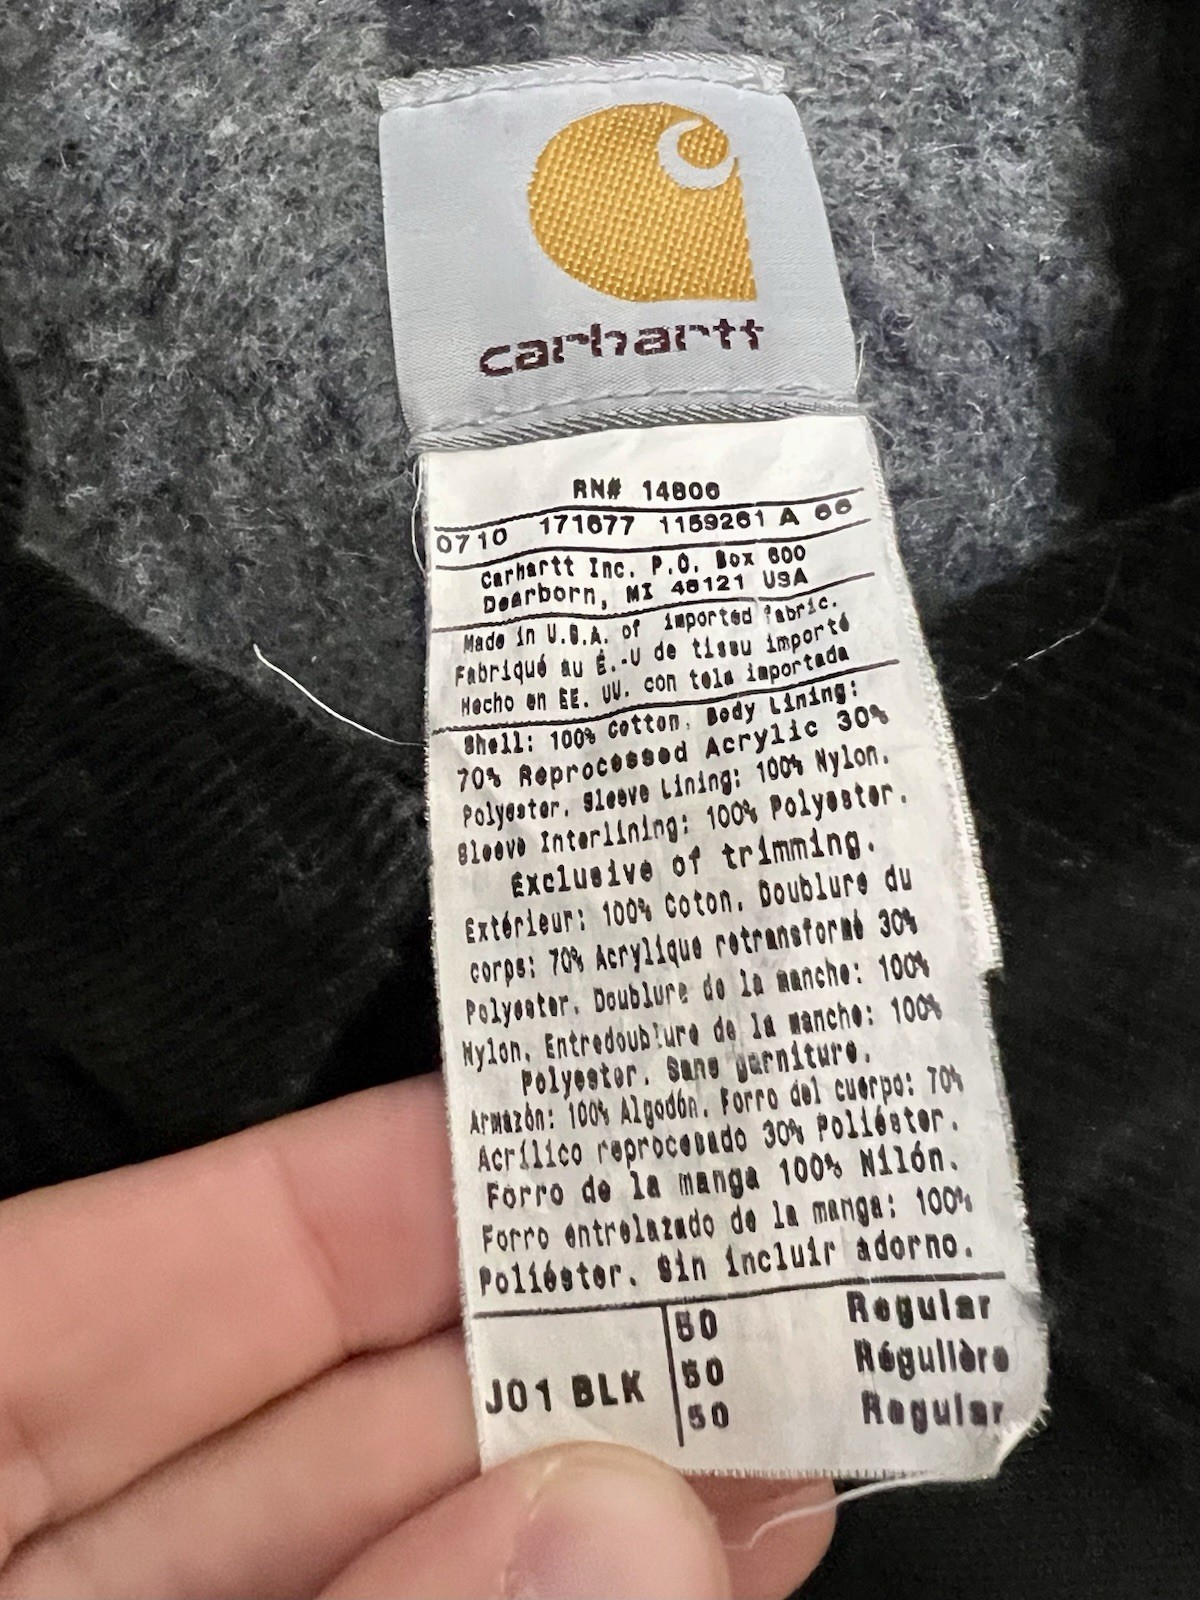 carhartt
RN# 14806
0710 171677 1159261 A 66
Carhartt Inc. P.O. Box 600
Dearborn, MI 48121 USA
Made in U.S.A. of imported fabric.
Fabriqué au É.-U de tissu importé
Hecho en EE. UU. con tela importada
Shell: 100% Cotton. Body Lining:
70% Reprocessed Acrylic 30%
Polyester. Sleeve Lining: 100% Nylon.
Sleeve Interlining: 100% Polyester.
Exclusive of trimming.
Extérieur: 100% Coton. Doublure du
corps: 70% Acrylique retransformé 30%
Polyester. Doublure de la manche: 100%
Nylon. Entredoublure de la manche: 100%
Polyester. Sans garniture.
Armazón: 100% Algodón. Forro del cuerpo: 70%
Acrílico reprocesado 30% Poliéster.
Forro de la manga 100% Nilón.
Forro entrelazado de la manga: 100%
Poliéster. Sin incluir adorno.
J01 BLK
50 Regular
50 Régulière
50 Regular